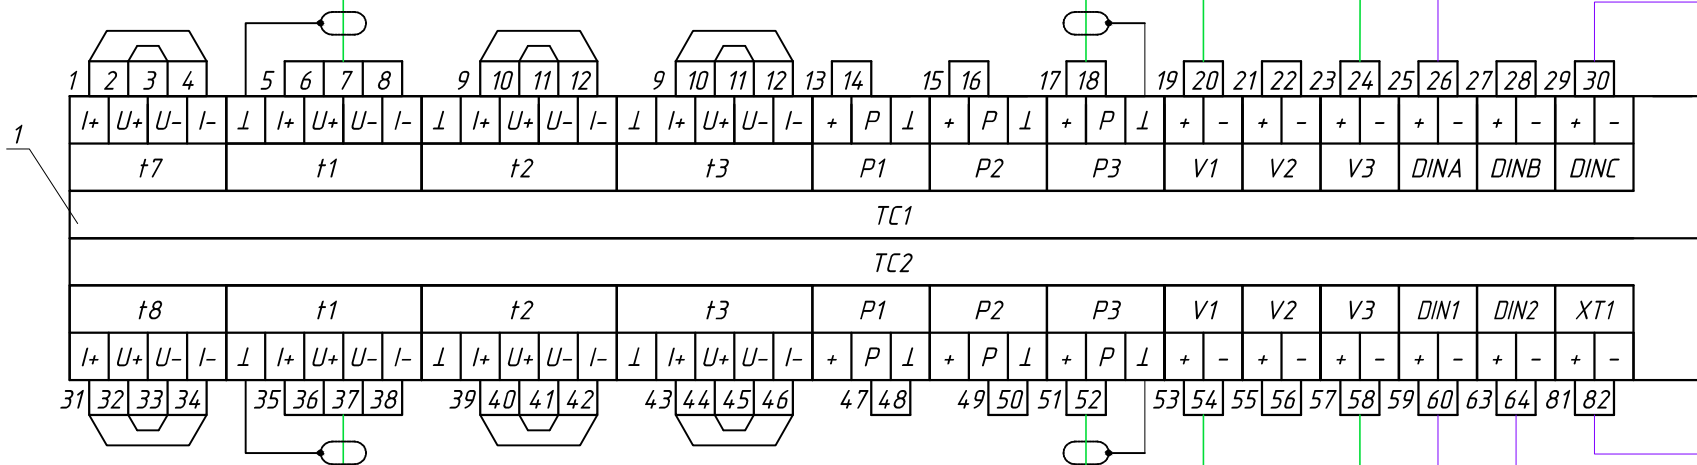 1 2 3 4 5 6 7 8 9 10 11 12 9 10 11 12 13 14 15 16 17 18 19 20 21 22 23 24 25 26 27 28 29 30
I+ U+ U- I- ⊥ I+ U+ U- I- ⊥ I+ U+ U- I- ⊥ I+ U+ U- I- + P ⊥ + P ⊥ + P ⊥ + - + - + - + - + - + -
1
t7 t1 t2 t3 P1 P2 P3 V1 V2 V3 DINA DINB DINC
TC1
TC2
t8 t1 t2 t3 P1 P2 P3 V1 V2 V3 DIN1 DIN2 XT1
I+ U+ U- I- ⊥ I+ U+ U- I- ⊥ I+ U+ U- I- ⊥ I+ U+ U- I- + P ⊥ + P ⊥ + P ⊥ + - + - + - + - + - + -
31 32 33 34 35 36 37 38 39 40 41 42 43 44 45 46 47 48 49 50 51 52 53 54 55 56 57 58 59 60 63 64 81 82